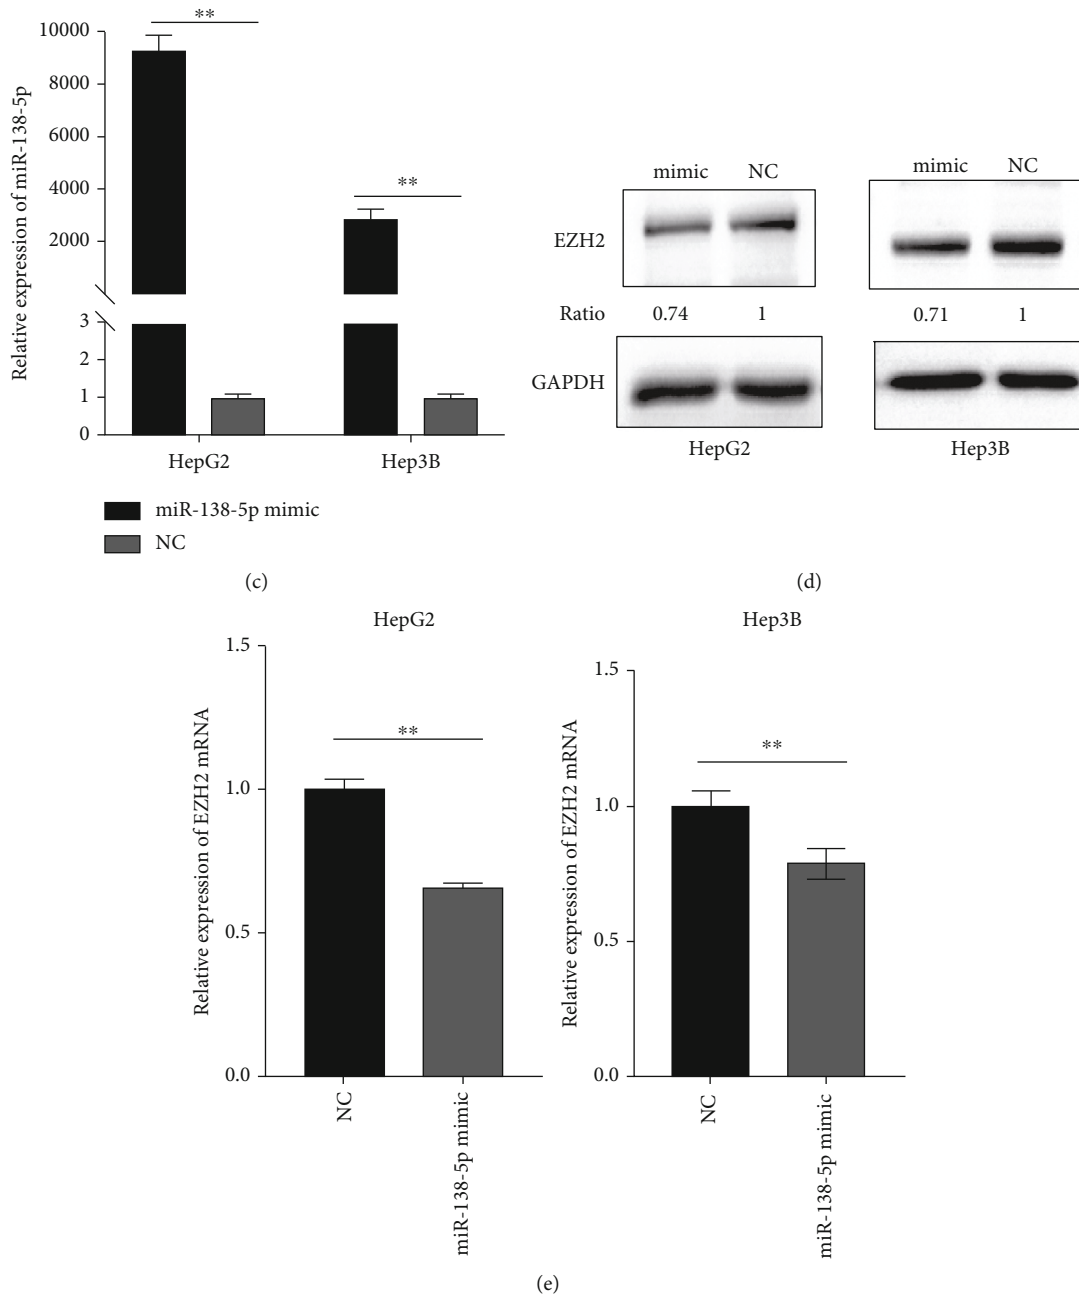 **
10000
8000
6000
4000
2000
3
2
1
0
Relative expression of miR-138-5p
**
HepG2
Hep3B
miR-138-5p mimic
NC
(c)
mimic NC
mimic NC
EZH2
Ratio 0.74 1
0.71 1
GAPDH
HepG2
Hep3B
(d)
HepG2
1.5
1.0
0.5
0.0
Relative expression of EZH2 mRNA
**
NC
miR-138-5p mimic
Hep3B
1.5
1.0
0.5
0.0
Relative expression of EZH2 mRNA
**
NC
miR-138-5p mimic
(e)